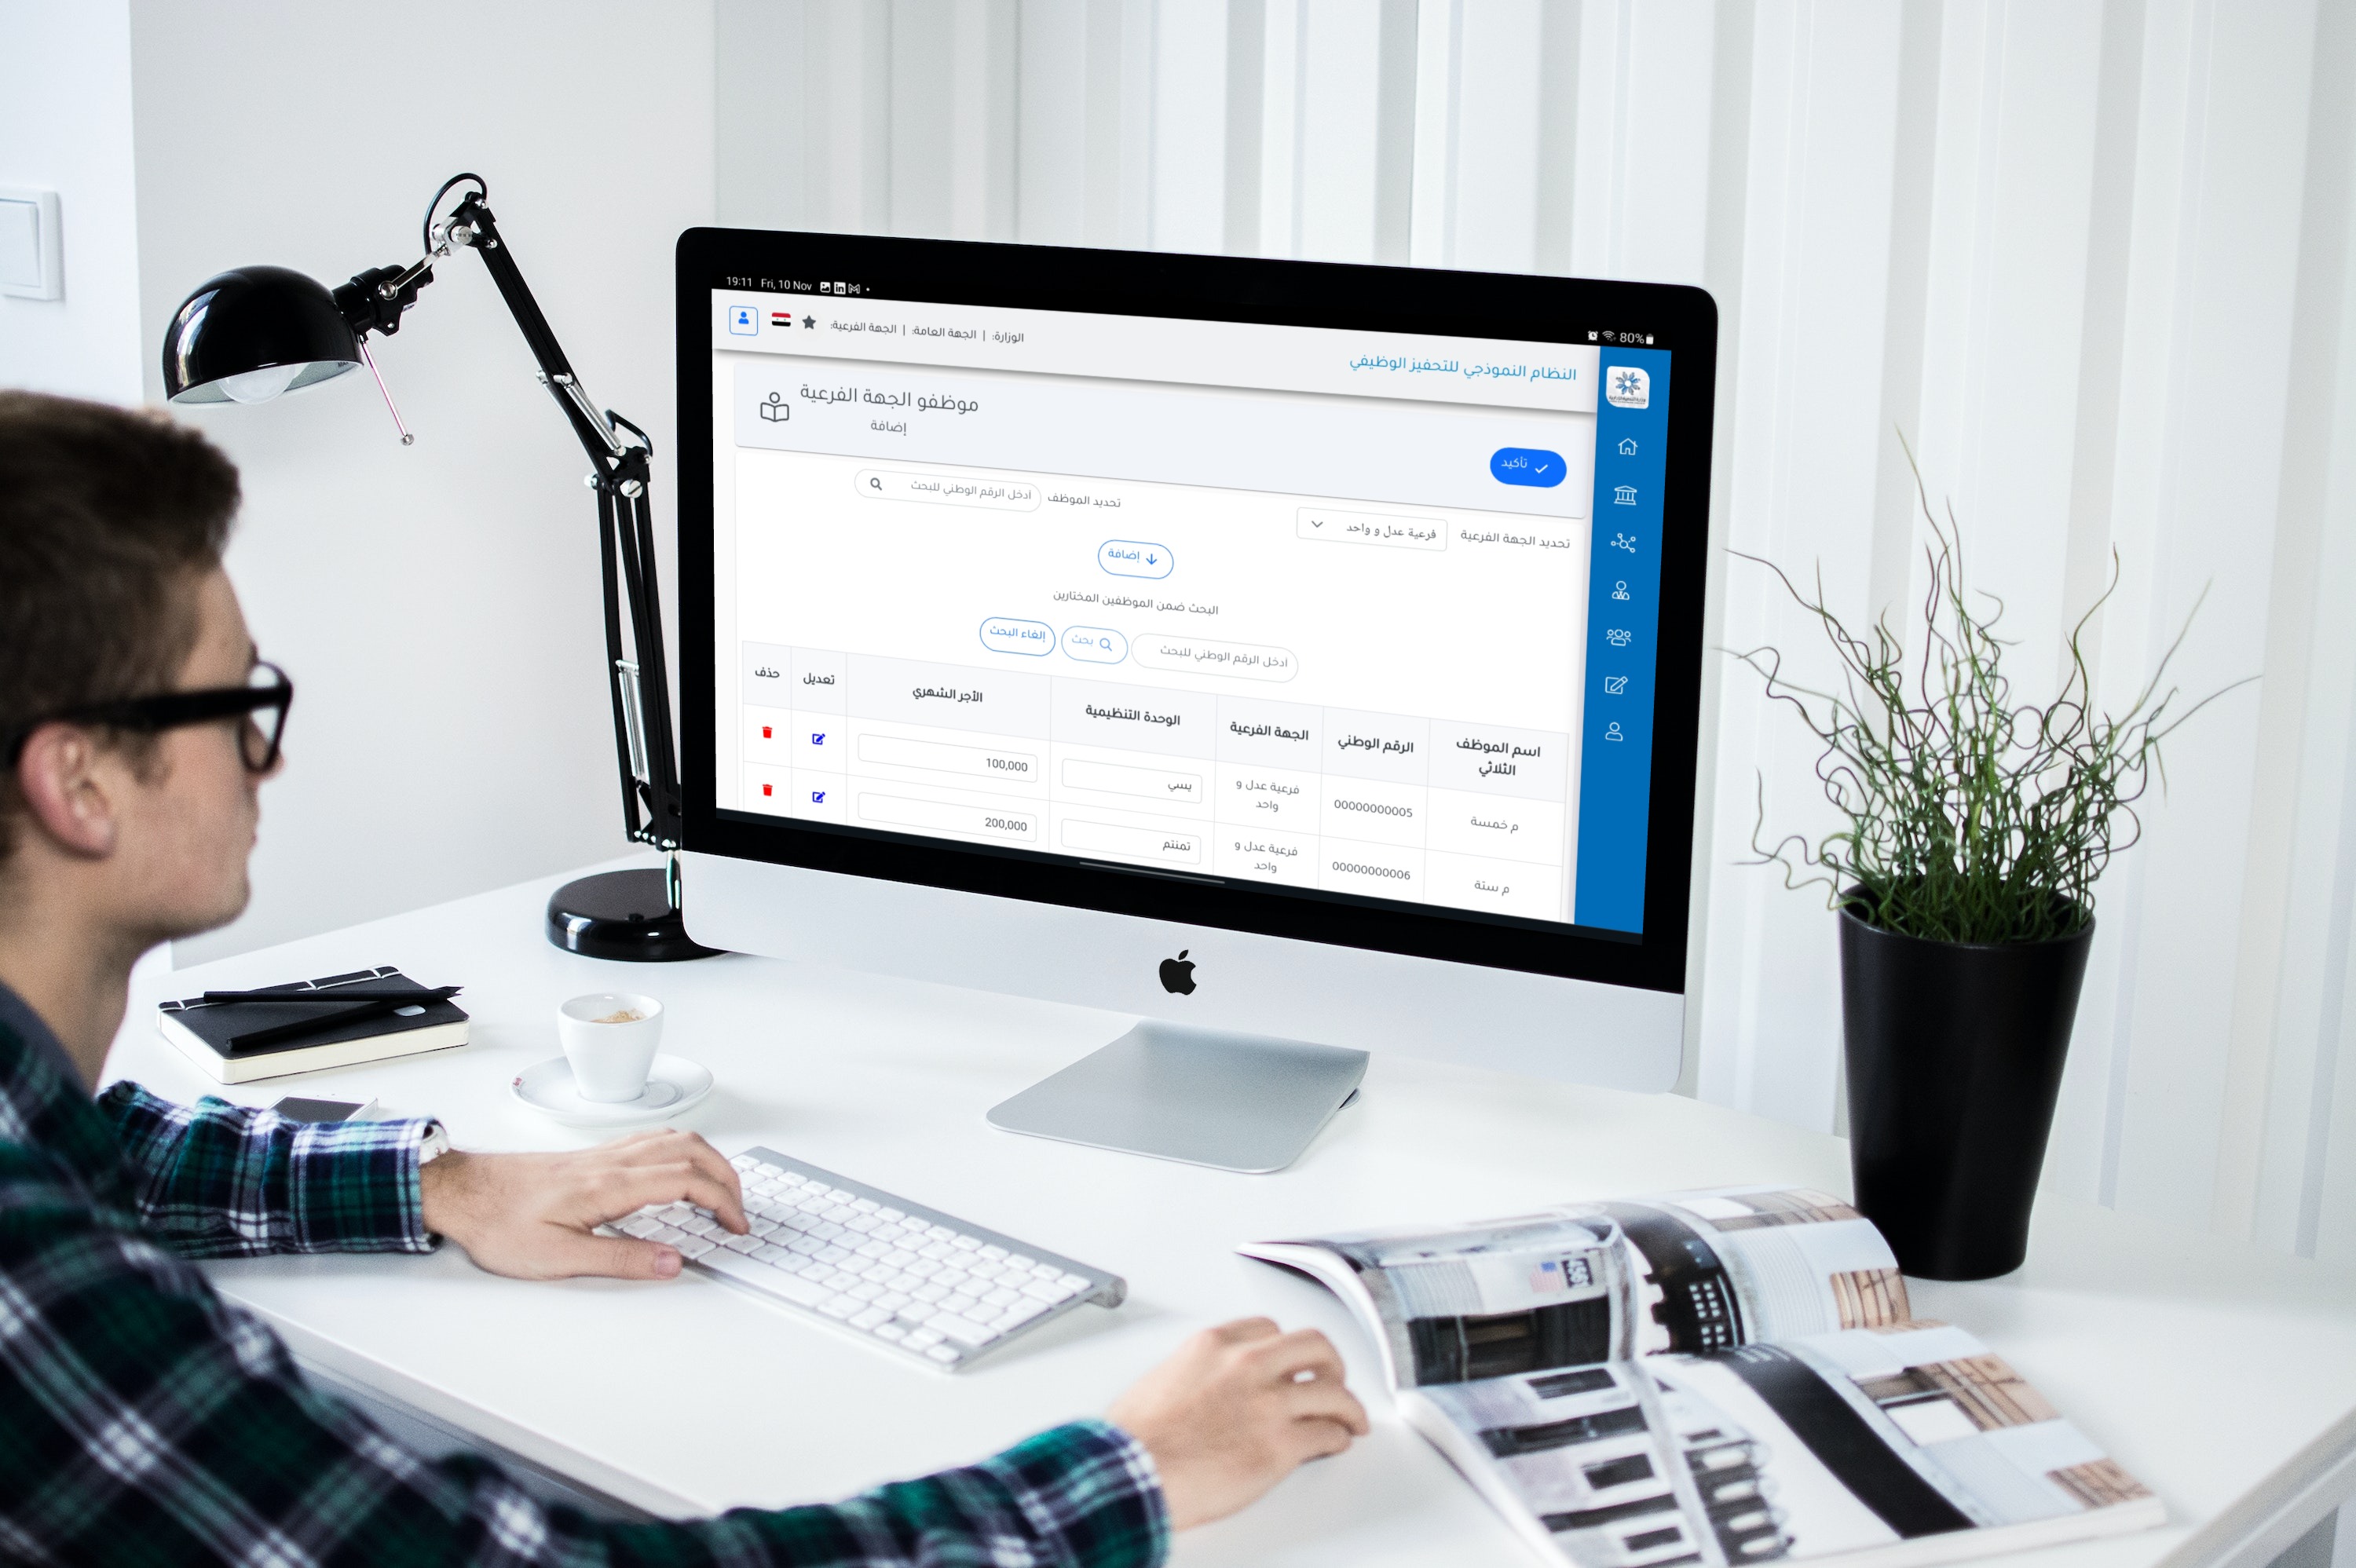 19:11 Fri, 10 Nov
80%
النظام النموذجي للتحفيز الوظيفي
الوزارة: | الجهة العامة: | الجهة الفرعية:
موظفو الجهة الفرعية
إضافة
تأكيد
تحديد الجهة الفرعية
فرعية عدل و واحد
تحديد الموظف
ادخل الرقم الوطني للبحث
إضافة
البحث ضمن الموظفين المختارين
ادخل الرقم الوطني للبحث
بحث
إلغاء البحث
اسم الموظف
الثلاثي
الرقم الوطني
الجهة الفرعية
الوحدة التنظيمية
الأجر الشهري
تعديل
حذف
م خمسة
00000000005
فرعية عدل و
واحد
يسي
100,000
م ستة
00000000006
فرعية عدل و
واحد
تمنتم
200,000